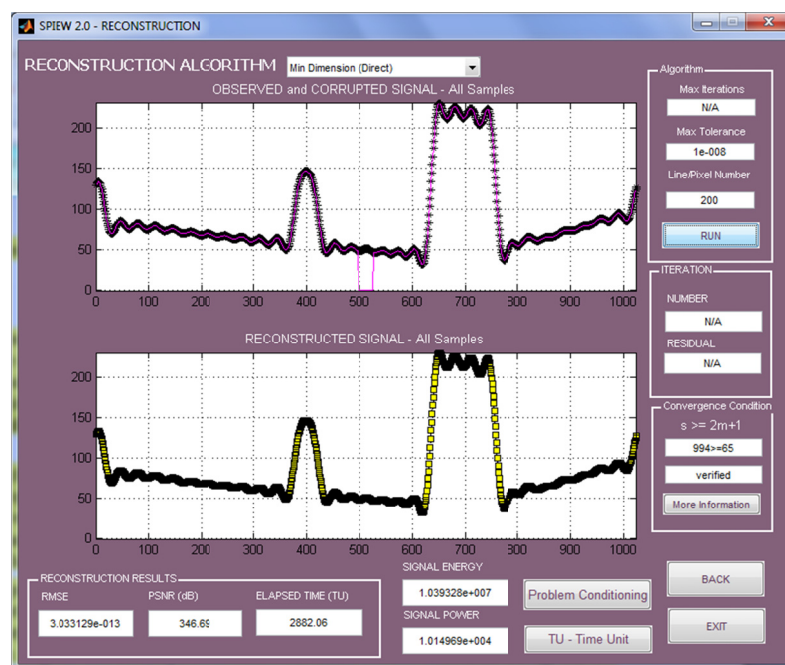 SPIEW 2.0 - RECONSTRUCTION
RECONSTRUCTION ALGORITHM
Min Dimension (Direct)
OBSERVED and CORRUPTED SIGNAL - All Samples
200
150
100
50
0
0 100 200 300 400 500 600 700 800 900 1000
RECONSTRUCTED SIGNAL - All Samples
200
150
100
50
0
0 100 200 300 400 500 600 700 800 900 1000
Algorithm
Max Iterations
N/A
Max Tolerance
1e-008
Line/Pixel Number
200
RUN
ITERATION
NUMBER
N/A
RESIDUAL
N/A
Convergence Condition
s >= 2m+1
994>=65
verified
More Information
RECONSTRUCTION RESULTS
RMSE PSNR (dB) ELAPSED TIME (TU)
3.033129e-013 346.69 2882.06
SIGNAL ENERGY
1.039328e+007
SIGNAL POWER
1.014969e+004
Problem Conditioning
TU - Time Unit
BACK
EXIT